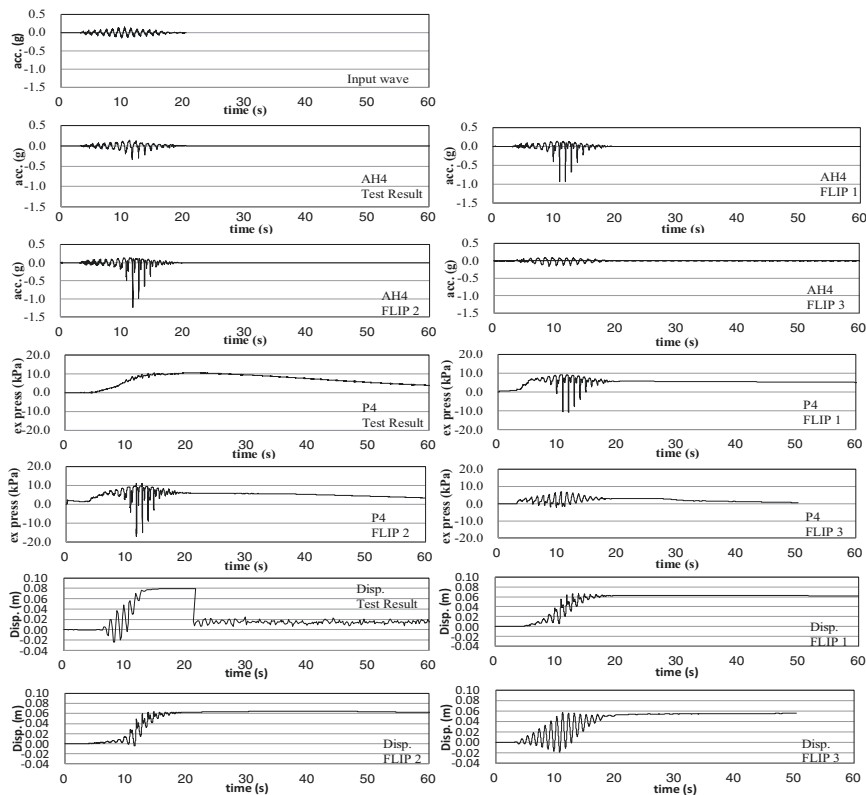 0.5
0.0
-0.5
-1.0
-1.5
acc. (g)
Input wave
0 10 20 30 40 50 60
time (s)
0.5
0.0
-0.5
-1.0
-1.5
acc. (g)
AH4
Test Result
0 10 20 30 40 50 60
time (s)
0.5
0.0
-0.5
-1.0
-1.5
acc. (g)
AH4
FLIP 1
0 10 20 30 40 50 60
time (s)
0.5
0.0
-0.5
-1.0
-1.5
acc. (g)
AH4
FLIP 2
0 10 20 30 40 50 60
time (s)
0.5
0.0
-0.5
-1.0
-1.5
acc. (g)
AH4
FLIP 3
0 10 20 30 40 50 60
time (s)
20.0
10.0
0.0
-10.0
-20.0
ex press (kPa)
P4
Test Result
0 10 20 30 40 50 60
time (s)
20.0
10.0
0.0
-10.0
-20.0
ex press (kPa)
P4
FLIP 1
0 10 20 30 40 50 60
time (s)
20.0
10.0
0.0
-10.0
-20.0
ex press (kPa)
P4
FLIP 2
0 10 20 30 40 50 60
time (s)
20.0
10.0
0.0
-10.0
-20.0
ex press (kPa)
P4
FLIP 3
0 10 20 30 40 50 60
time (s)
0.10
0.08
0.06
0.04
0.02
0.00
-0.02
-0.04
Disp. (m)
Disp.
Test Result
0 10 20 30 40 50 60
time (s)
0.10
0.08
0.06
0.04
0.02
0.00
-0.02
-0.04
Disp. (m)
Disp.
FLIP 1
0 10 20 30 40 50 60
time (s)
0.10
0.08
0.06
0.04
0.02
0.00
-0.02
-0.04
Disp. (m)
Disp.
FLIP 2
0 10 20 30 40 50 60
time (s)
0.10
0.08
0.06
0.04
0.02
0.00
-0.02
-0.04
Disp. (m)
Disp.
FLIP 3
0 10 20 30 40 50 60
time (s)